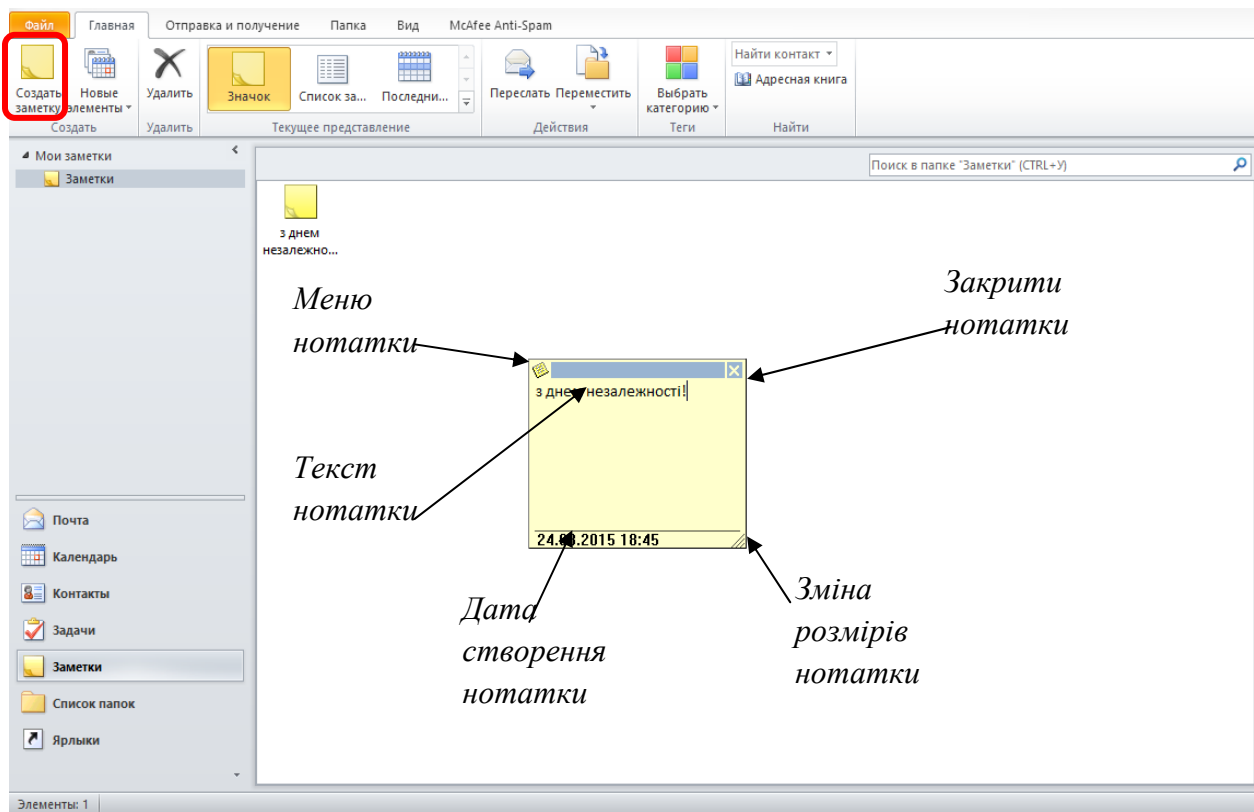 Файл Главная Отправка и получение Папка Вид McAfee Anti-Spam
Создать заметку
Новые элементы
Удалить
Значок
Список за...
Последни...
Переслать
Переместить
Выбрать категорию
Найти контакт
Адресная книга
Создать Удалить Текущее представление Действия Теги Найти
Мои заметки
Заметки
Поиск в папке "Заметки" (CTRL+У)
з днем
незалежно...
Меню
нотатки
Закрити
нотатки
з днем незалежності!
Текст
нотатки
24.08.2015 18:45
Дата
створення
нотатки
Зміна
розмірів
нотатки
Почта
Календарь
Контакты
Задачи
Заметки
Список папок
Ярлыки
Элементы: 1